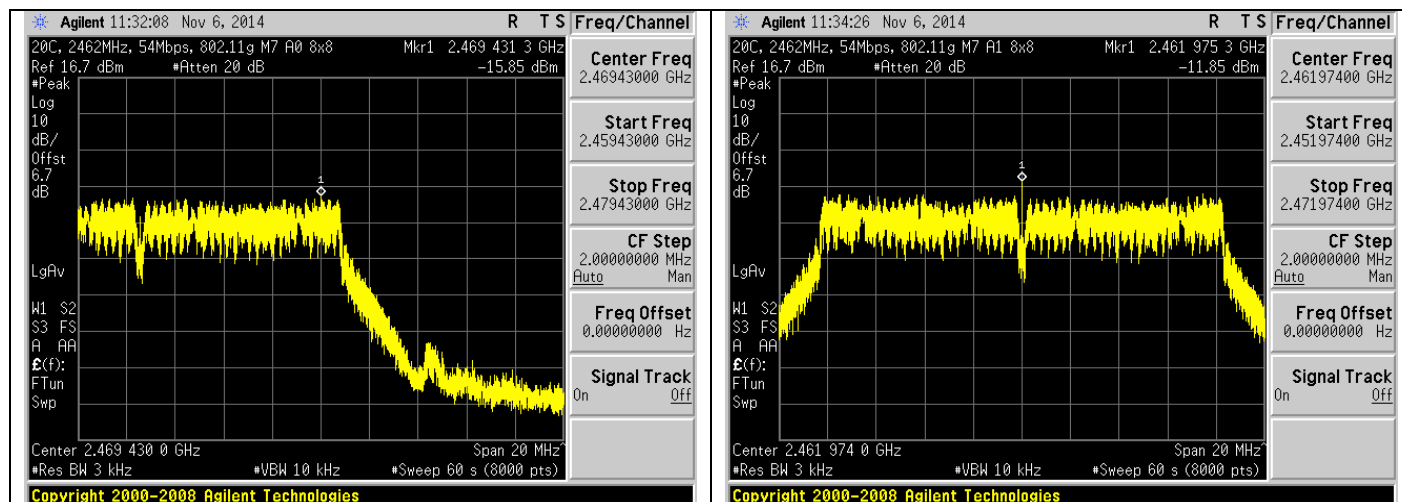 Agilent 11:32:08 Nov 6, 2014 R T S Freq/Channel
20C, 2462MHz, 54Mbps, 802.11g M7 A0 8x8 Mkr1 2.469 431 3 GHz
Ref 16.7 dBm #Atten 20 dB -15.85 dBm
#Peak
Log
10
dB/
Offst
6.7
dB
1
LgAv
W1 S2
S3 FS
A AA
£(f):
FTun
Swp
Center 2.469 430 0 GHz Span 20 MHz^
#Res BW 3 kHz #VBW 10 kHz #Sweep 60 s (8000 pts)
Copyright 2000-2008 Agilent Technologies
Center Freq
2.46943000 GHz
Start Freq
2.45943000 GHz
Stop Freq
2.47943000 GHz
CF Step
2.00000000 MHz
Auto Man
Freq Offset
0.00000000 Hz
Signal Track
On Off
Agilent 11:34:26 Nov 6, 2014 R T S Freq/Channel
20C, 2462MHz, 54Mbps, 802.11g M7 A1 8x8 Mkr1 2.461 975 3 GHz
Ref 16.7 dBm #Atten 20 dB -11.85 dBm
#Peak
Log
10
dB/
Offst
6.7
dB
1
LgAv
W1 S2
S3 FS
A AA
£(f):
FTun
Swp
Center 2.461 974 0 GHz Span 20 MHz^
#Res BW 3 kHz #VBW 10 kHz #Sweep 60 s (8000 pts)
Copyright 2000-2008 Agilent Technologies
Center Freq
2.46197400 GHz
Start Freq
2.45197400 GHz
Stop Freq
2.47197400 GHz
CF Step
2.00000000 MHz
Auto Man
Freq Offset
0.00000000 Hz
Signal Track
On Off